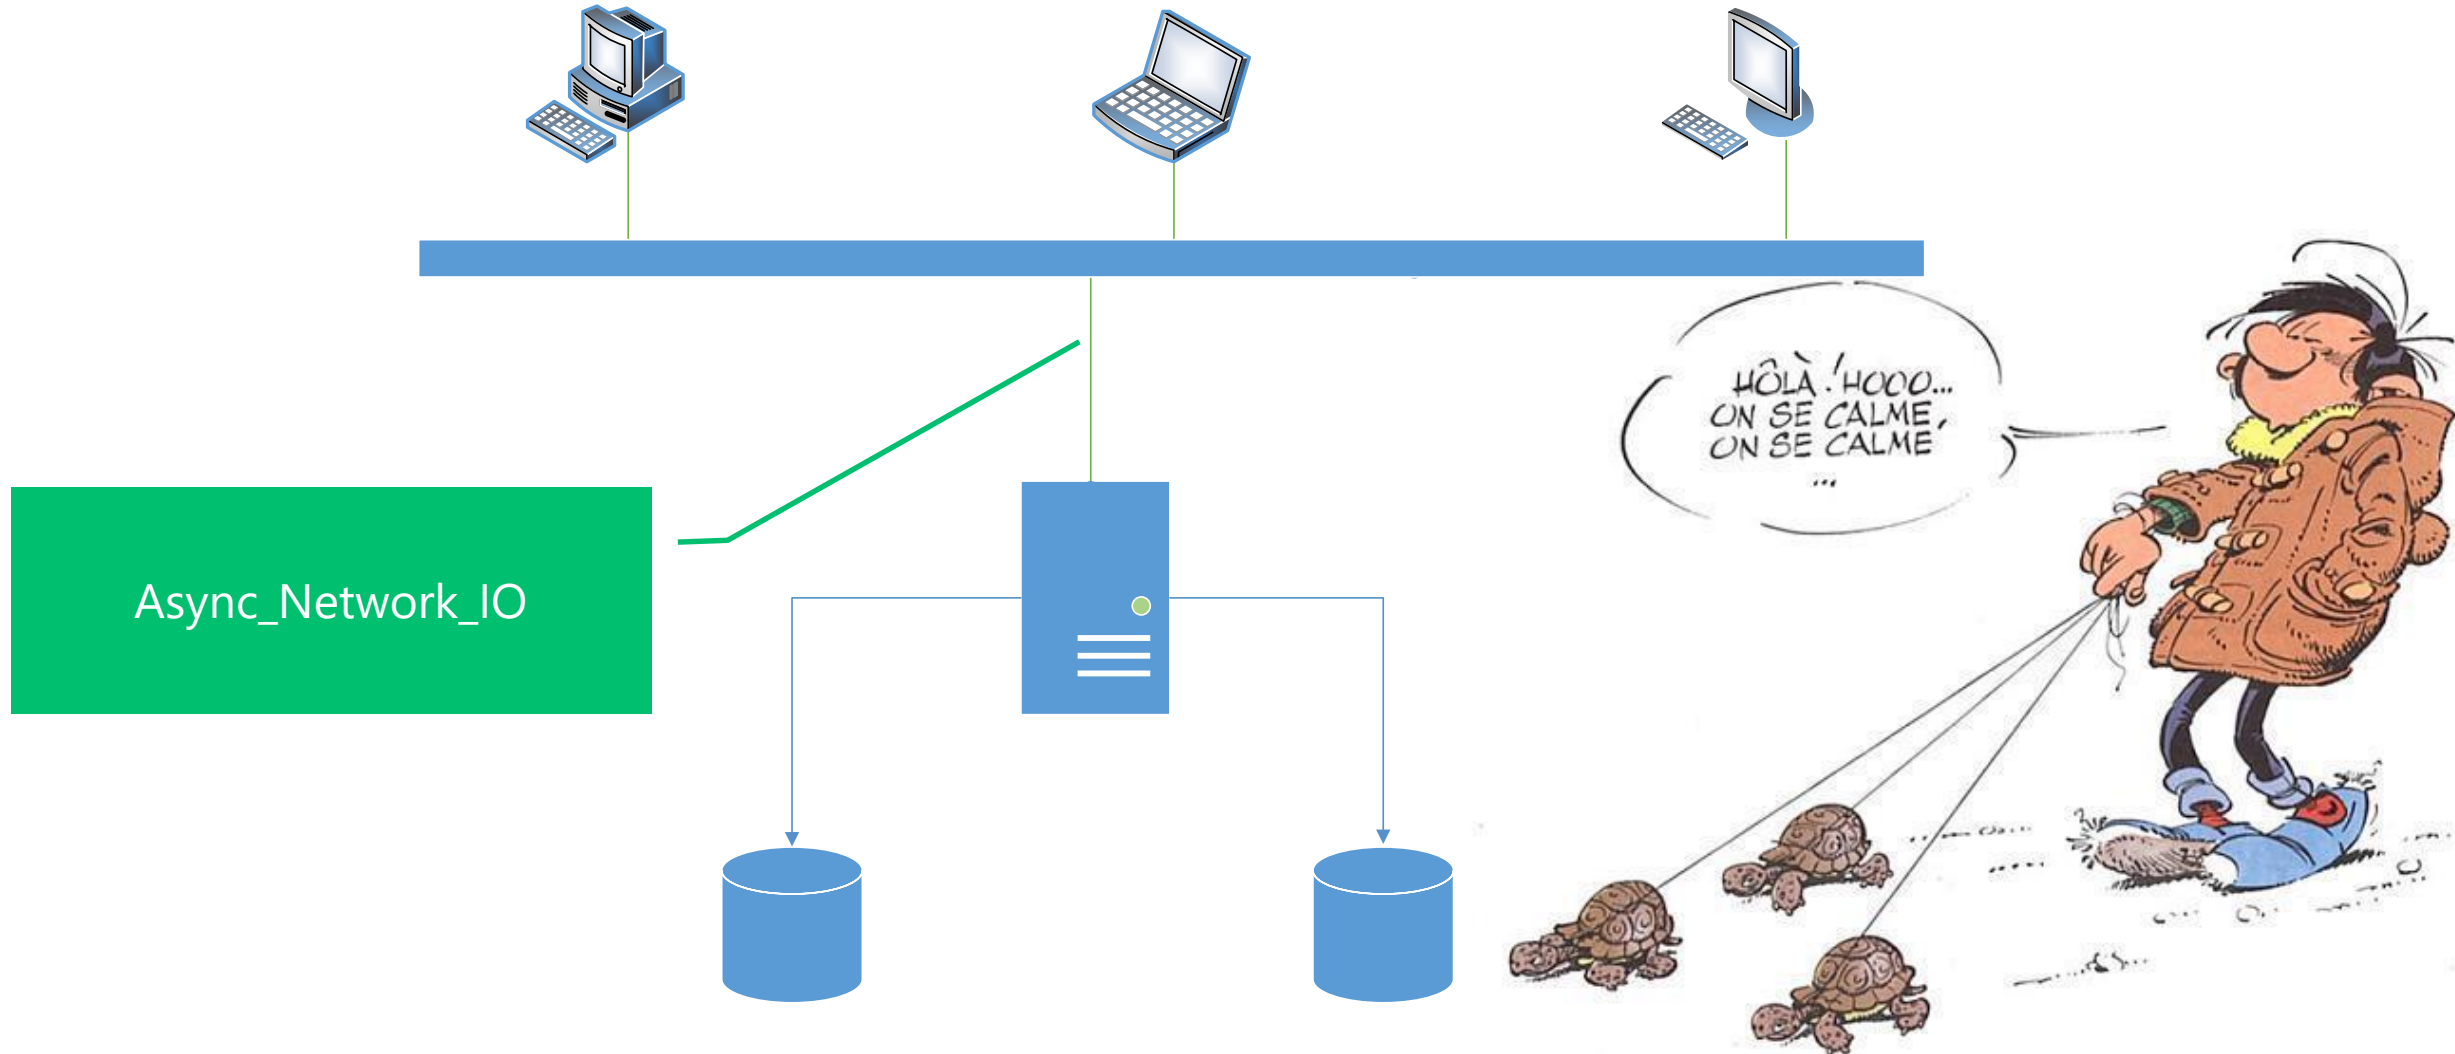 HÔLÀ! HOOO...
ON SE CALME,
ON SE CALME
...
Async_Network_IO